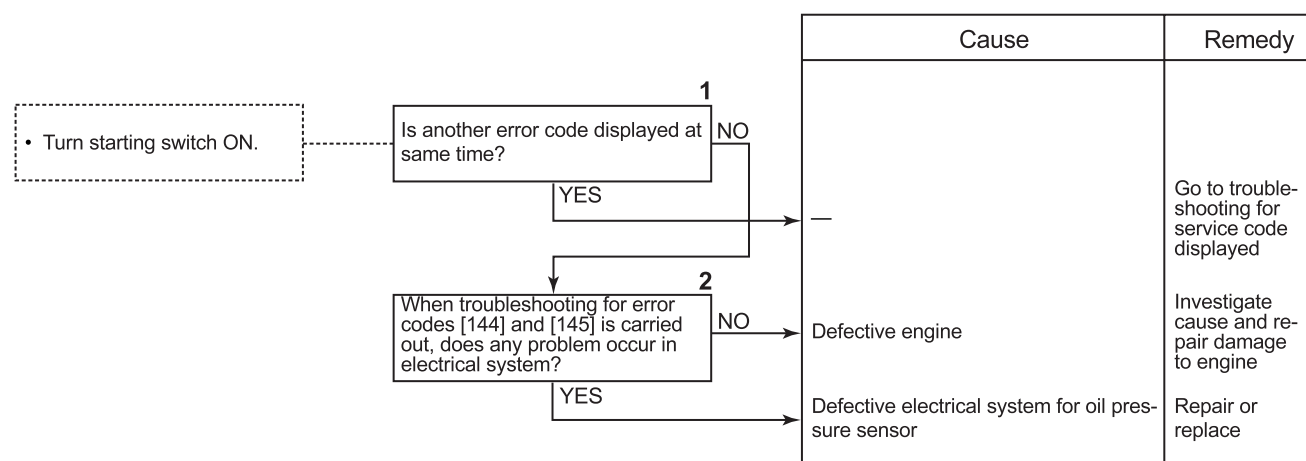 Cause
Remedy
1
• Turn starting switch ON.
Is another error code displayed at
same time?
NO
YES
—
Go to trouble-
shooting for
service code
displayed
2
When troubleshooting for error
codes [144] and [145] is carried
out, does any problem occur in
electrical system?
NO
Defective engine
Investigate
cause and re-
pair damage
to engine
YES
Defective electrical system for oil pres-
sure sensor
Repair or
replace